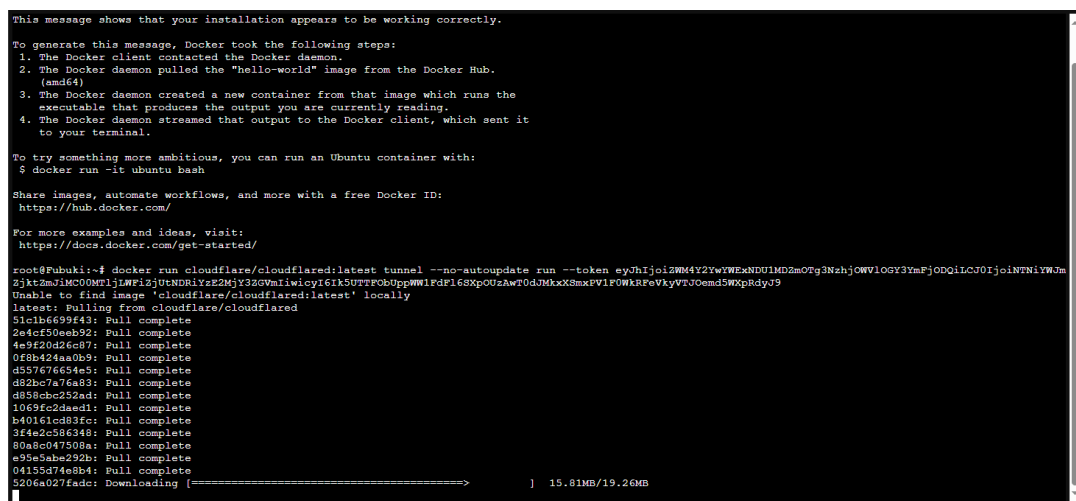 This message shows that your installation appears to be working correctly.
To generate this message, Docker took the following steps:
1. The Docker client contacted the Docker daemon.
2. The Docker daemon pulled the "hello-world" image from the Docker Hub.
(amd64)
3. The Docker daemon created a new container from that image which runs the
executable that produces the output you are currently reading.
4. The Docker daemon streamed that output to the Docker client, which sent it
to your terminal.
To try something more ambitious, you can run an Ubuntu container with:
$ docker run -it ubuntu bash
Share images, automate workflows, and more with a free Docker ID:
https://hub.docker.com/
For more examples and ideas, visit:
https://docs.docker.com/get-started/
root@Fubuki:~# docker run cloudflare/cloudflared:latest tunnel --no-autoupdate run --token
Unable to find image 'cloudflare/cloudflared:latest' locally
latest: Pulling from cloudflare/cloudflared
51c1b6699f43: Pull complete
2e4cf50eeb92: Pull complete
4e9f20d26c87: Pull complete
0f8b424aa0b9: Pull complete
d557676654e5: Pull complete
d82bc7a76a83: Pull complete
d858cbc252ad: Pull complete
1069fc2daed1: Pull complete
b40161cd83fc: Pull complete
3f4e2c586348: Pull complete
80a8c047508a: Pull complete
e95e5abe292b: Pull complete
04155d74e8b4: Pull complete
5206a027fadc: Downloading [=========================================>         ] 15.81MB/19.26MB